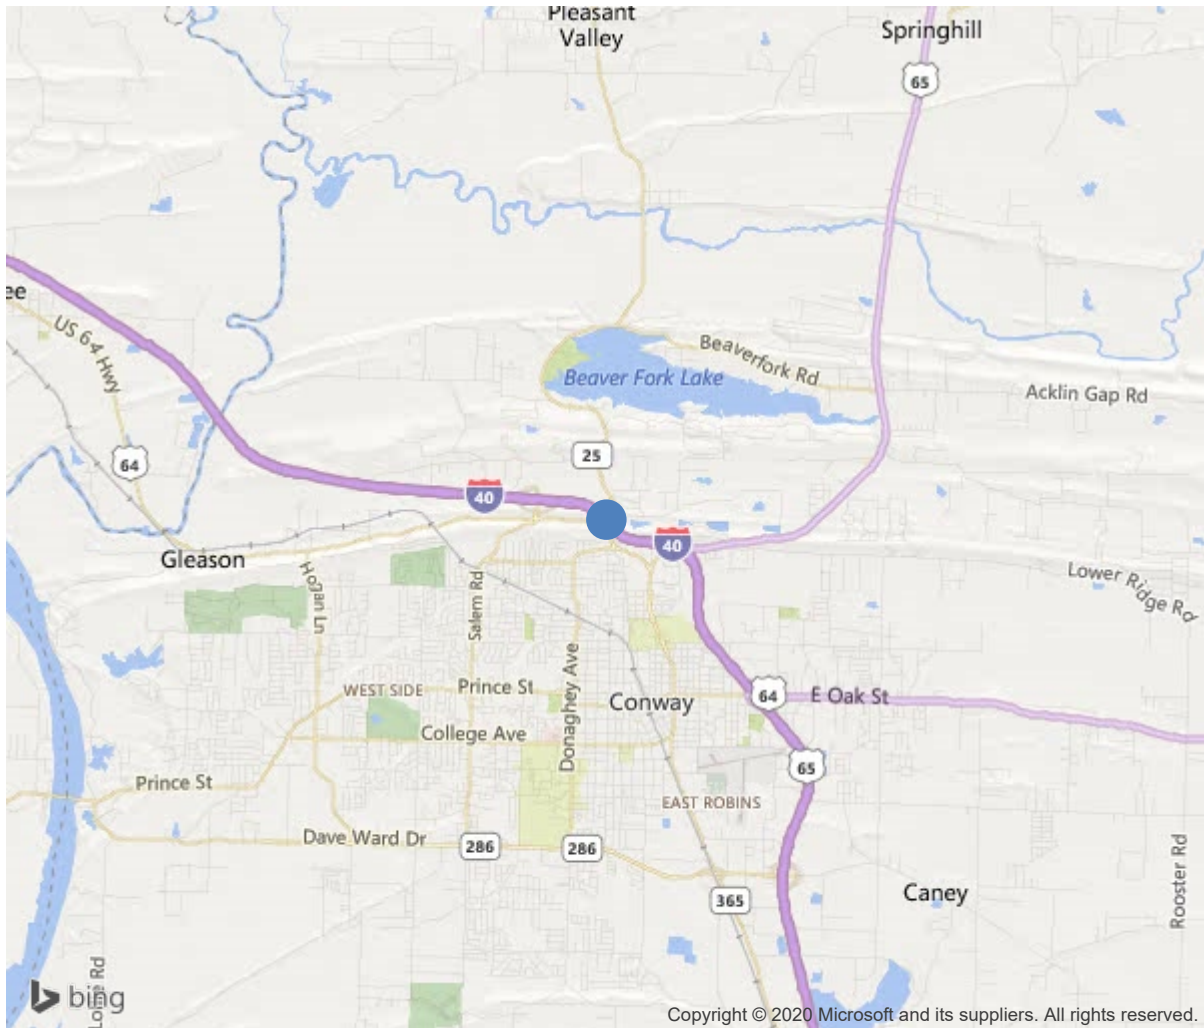 Pleasant
Valley
Springhill
65
ee
US 64 Hwy
Beaverfork Rd
Beaver Fork Lake
Acklin Gap Rd
25
64
40
40
Gleason
Hogan Ln
Salem Rd
Lower Ridge Rd
Donaghey Ave
WEST SIDE
Prince St
Conway
64
E Oak St
College Ave
65
Prince St
EAST ROBINS
Dave Ward Dr
286
286
Rooster Rd
365
Caney
bing
Copyright © 2020 Microsoft and its suppliers. All rights reserved.